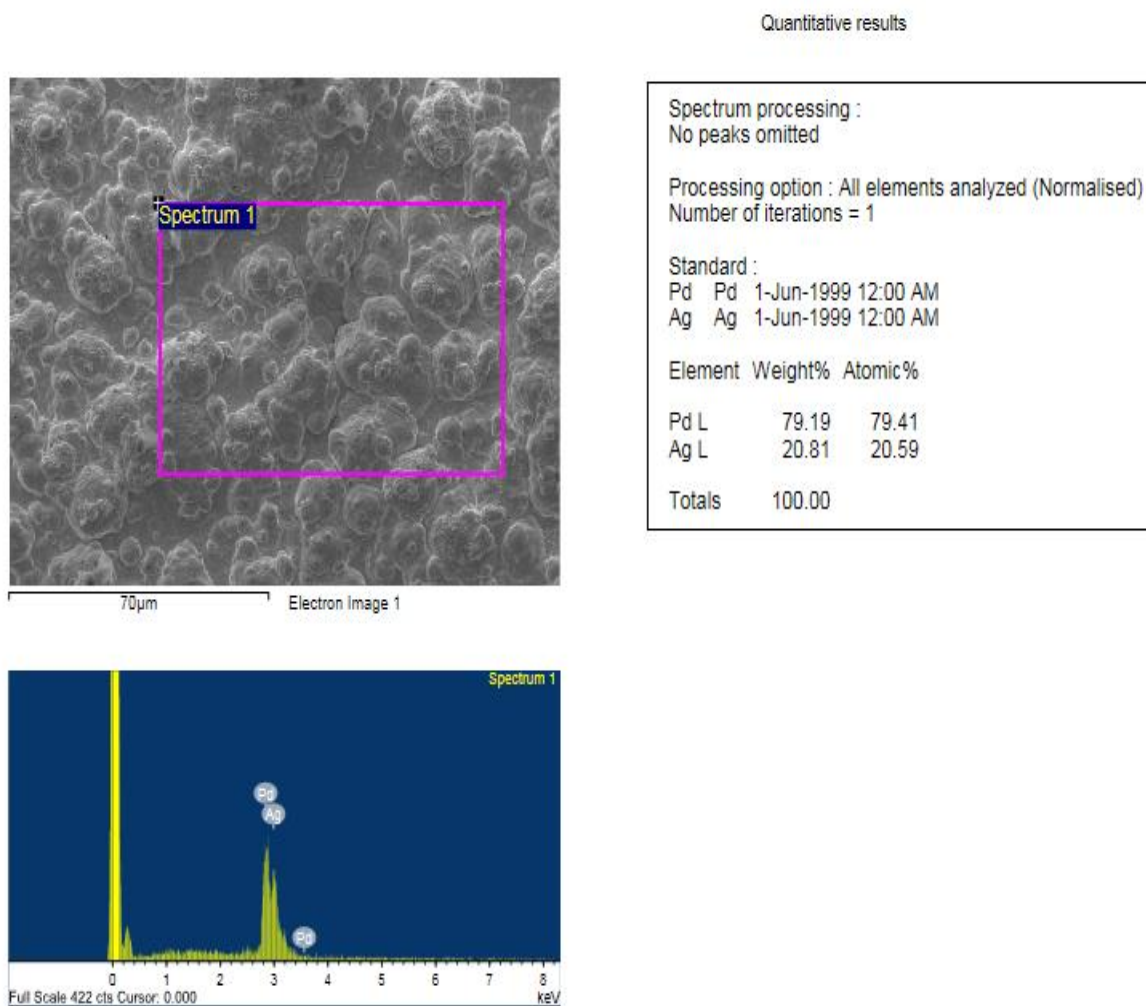 Quantitative results
Spectrum processing :
No peaks omitted
Processing option : All elements analyzed (Normalised)
Number of iterations = 1
Standard :
Pd Pd 1-Jun-1999 12:00 AM
Ag Ag 1-Jun-1999 12:00 AM
Element Weight% Atomic%
Pd L 79.19 79.41
Ag L 20.81 20.59
Totals 100.00
Spectrum 1
70µm Electron Image 1
Spectrum 1
Pd
Ag
Pd
0 1 2 3 4 5 6 7 8
Full Scale 422 cts Cursor: 0.000 keV